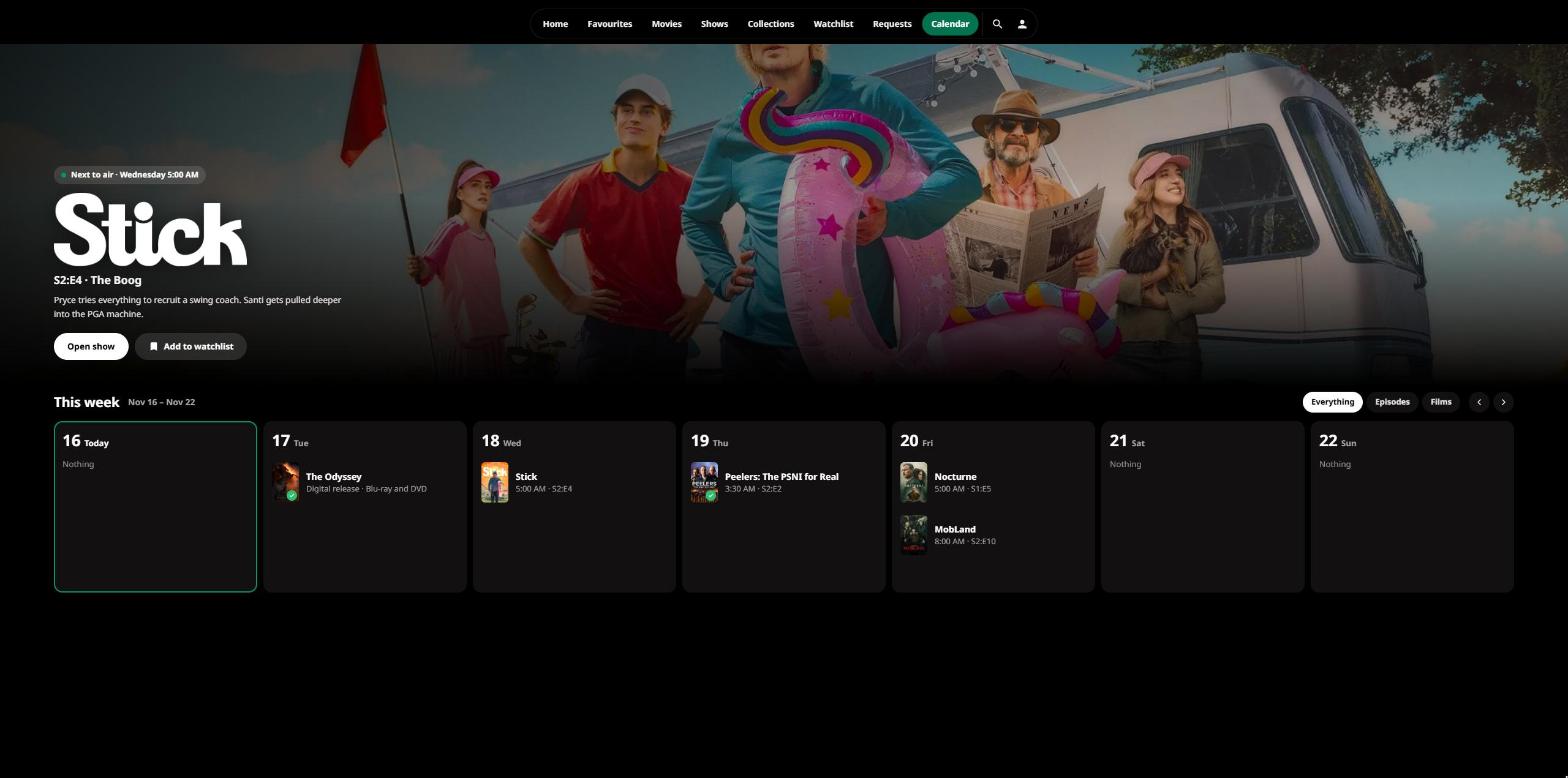 Home Favourites Movies Shows Collections Watchlist Requests Calendar
NEWS
Next to air · Wednesday 5:00 AM
Stick
S2:E4 · The Boog
Pryce tries everything to recruit a swing coach. Santi gets pulled deeper
into the PGA machine.
Open show Add to watchlist
This week Nov 16 – Nov 22 Everything Episodes Films
16 Today
Nothing
17 Tue
The Odyssey
Digital release · Blu-ray and DVD
18 Wed
Stick
Stick
5:00 AM · S2:E4
19 Thu
PEELERS
Peelers: The PSNI for Real
3:30 AM · S2:E2
20 Fri
Nocturne
5:00 AM · S1:E5
MOBLAND
MobLand
8:00 AM · S2:E10
21 Sat
Nothing
22 Sun
Nothing